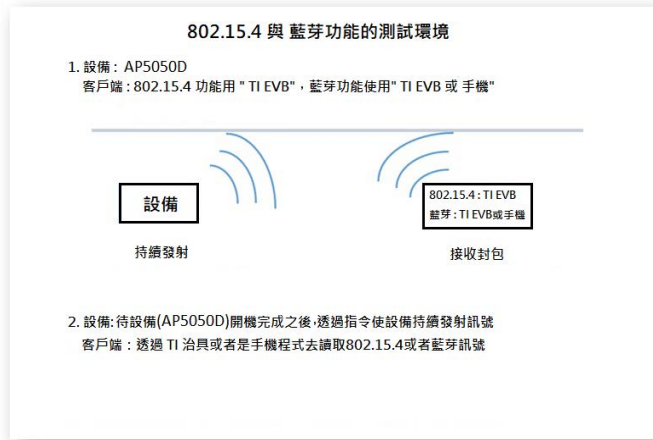 802.15.4 與 藍芽功能的測試環境
1. 設備 : AP5050D
客戶端 : 802.15.4 功能用 " TI EVB"，藍芽功能使用" TI EVB 或 手機"
設備
802.15.4 : TI EVB
藍芽 : TI EVB或手機
持續發射
接收封包
2. 設備:待設備(AP5050D)開機完成之後,透過指令使設備持續發射訊號
客戶端 : 透過 TI 治具或者是手機程式去讀取802.15.4或者藍芽訊號